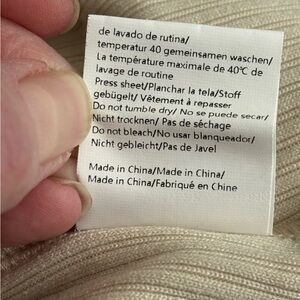 de lavado de rutina/
temperatur 40 gemeinsamen waschen/
La température maximale de 40℃ de
lavage de routine
Press sheet/Planchar la tela/Stoff
gebügelt/ Vêtement à repasser
Do not tumble dry/ No se puede secar/
Nicht trocknen/ Pas de séchage
Do not bleach/No usar blanqueador/
Nicht gebleicht/Pas de Javel
Made in China/Made in China/
Made in China/Fabriqué en Chine